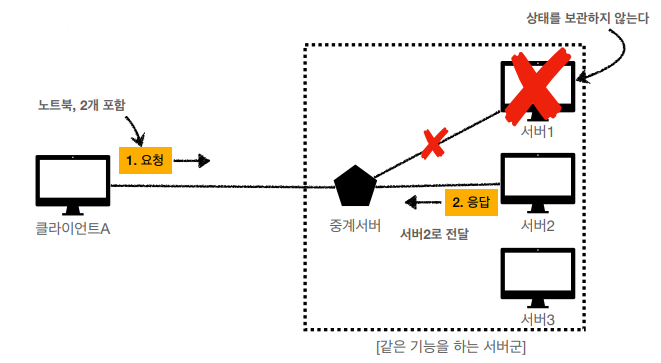 상태를 보관하지 않는다
노트북, 2개 포함
1. 요청
서버1
클라이언트A
중계서버
2. 응답
서버2로 전달
서버2
서버3
[같은 기능을 하는 서버군]